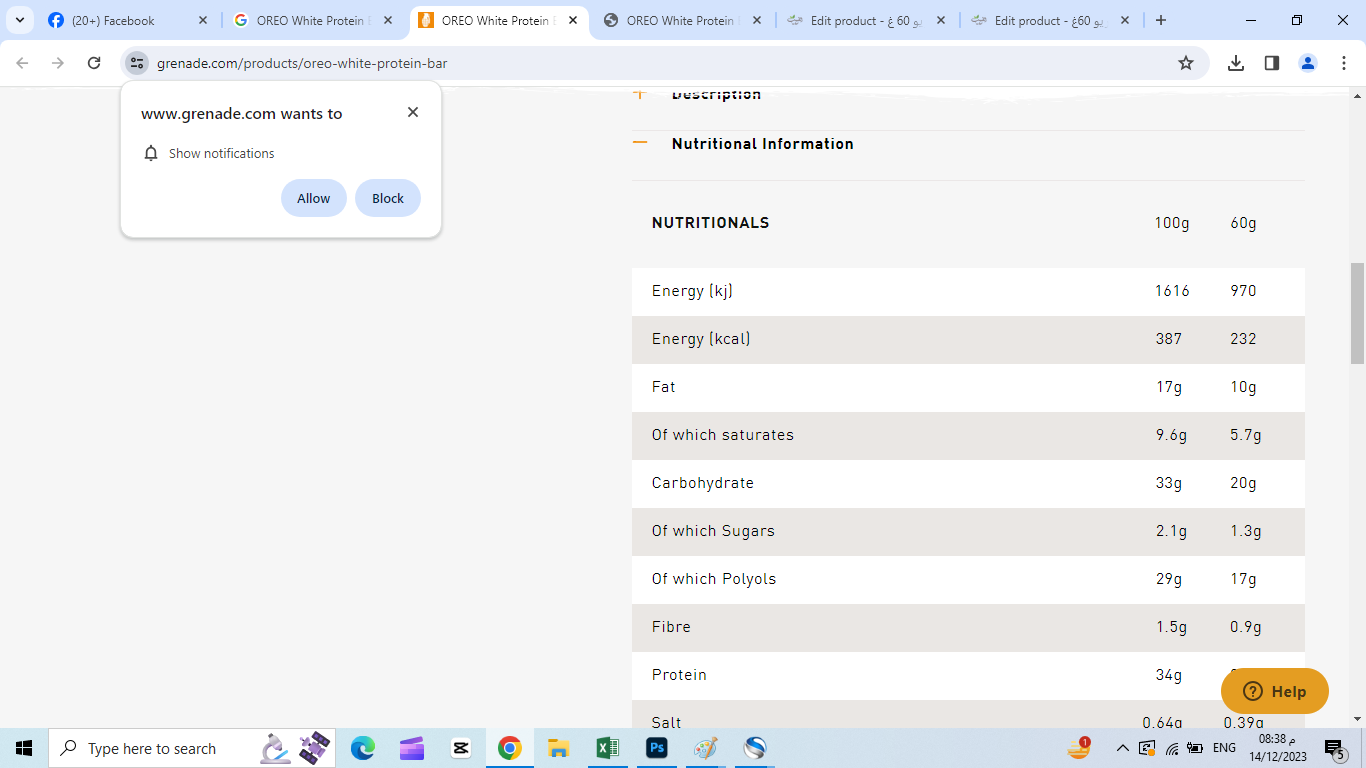 (20+) Facebook
OREO White Protein
OREO White Protein
OREO White Protein
Edit product - يو 60 غ
Edit product - يو 60غ
grenade.com/products/oreo-white-protein-bar
www.grenade.com wants to
Show notifications
Allow Block
Description
Nutritional Information
NUTRITIONALS 100g 60g
Energy (kj) 1616 970
Energy (kcal) 387 232
Fat 17g 10g
Of which saturates 9.6g 5.7g
Carbohydrate 33g 20g
Of which Sugars 2.1g 1.3g
Of which Polyols 29g 17g
Fibre 1.5g 0.9g
Protein 34g
Help
Salt 0.64g 0.39g
Type here to search
Ps
1
ENG
08:38 م
14/12/2023
5